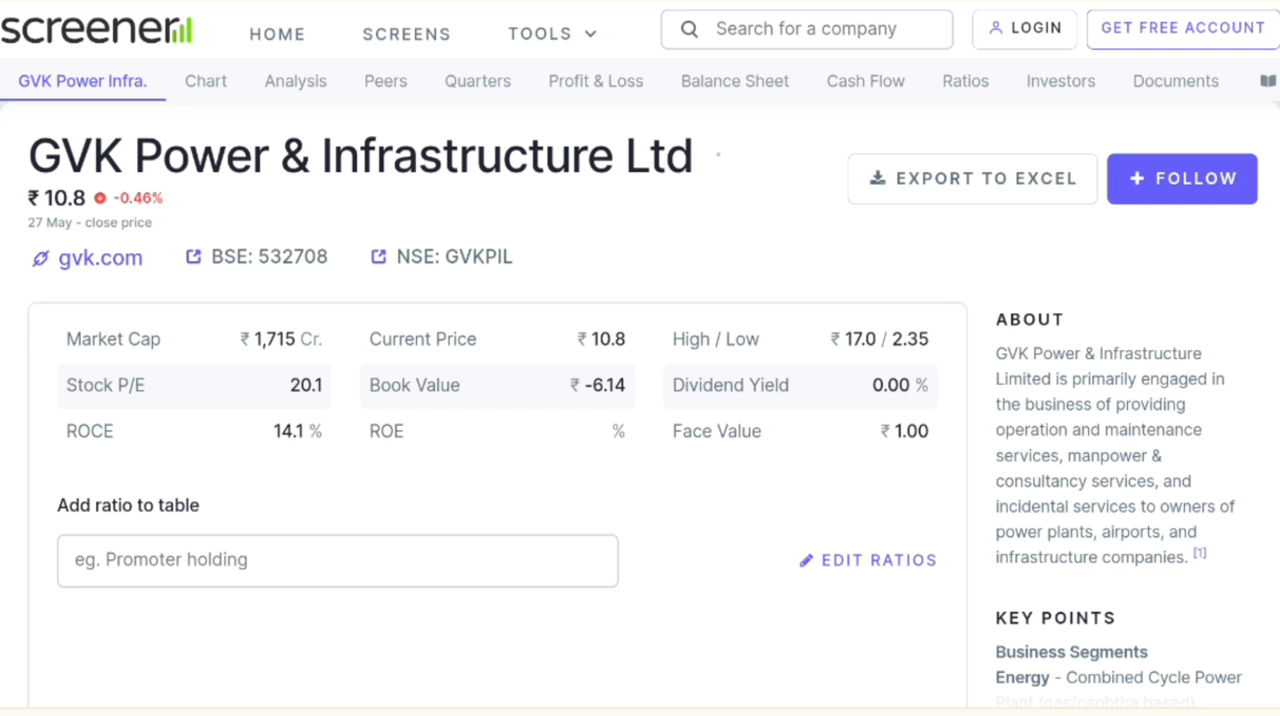 screener
HOME SCREENS TOOLS
Search for a company
LOGIN GET FREE ACCOUNT
GVK Power Infra. Chart Analysis Peers Quarters Profit & Loss Balance Sheet Cash Flow Ratios Investors Documents
GVK Power & Infrastructure Ltd
₹ 10.8 -0.46%
27 May - close price
EXPORT TO EXCEL + FOLLOW
gvk.com BSE: 532708 NSE: GVKPIL
Market Cap ₹ 1,715 Cr. Current Price ₹ 10.8 High / Low ₹ 17.0 / 2.35
Stock P/E 20.1 Book Value ₹ -6.14 Dividend Yield 0.00 %
ROCE 14.1 % ROE % Face Value ₹ 1.00
Add ratio to table
eg. Promoter holding
EDIT RATIOS
ABOUT
GVK Power & Infrastructure
Limited is primarily engaged in
the business of providing
operation and maintenance
services, manpower &
consultancy services, and
incidental services to owners of
power plants, airports, and
infrastructure companies. [1]
KEY POINTS
Business Segments
Energy - Combined Cycle Power
Plant (gas/naphtha based)